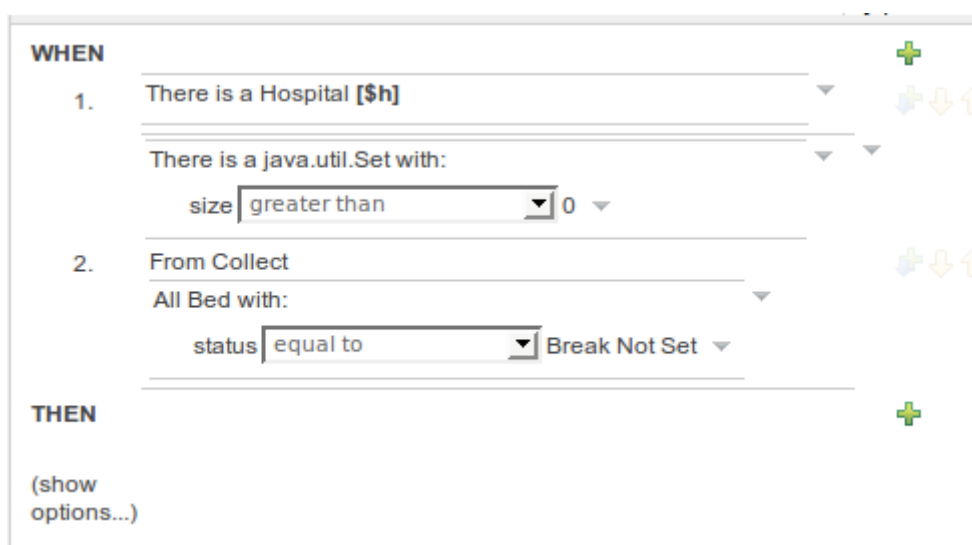 WHEN
1. There is a Hospital [$h]
There is a java.util.Set with:
size greater than 0
2. From Collect
All Bed with:
status equal to Break Not Set
THEN
(show
options...)